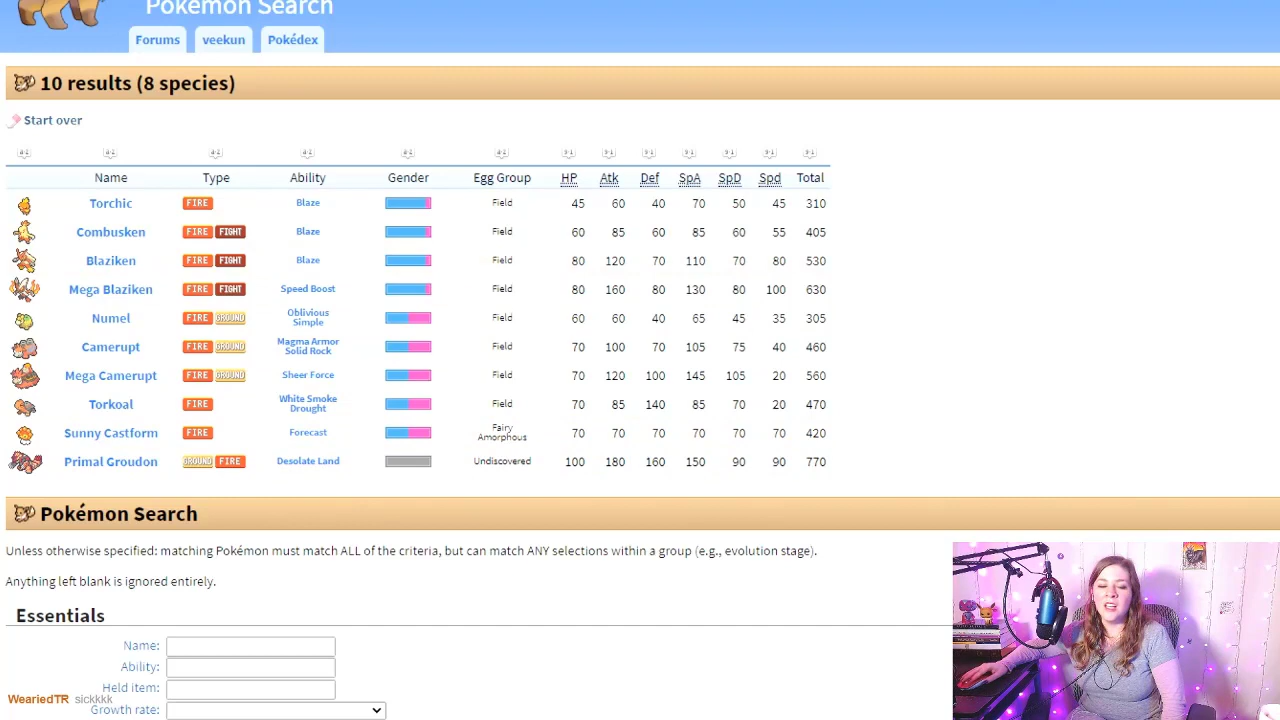 Pokémon Search
Forums veekun Pokédex
10 results (8 species)
Start over
Name Type Ability Gender Egg Group HP Atk Def SpA SpD Spd Total
Torchic FIRE Blaze Field 45 60 40 70 50 45 310
Combusken FIRE FIGHT Blaze Field 60 85 60 85 60 55 405
Blaziken FIRE FIGHT Blaze Field 80 120 70 110 70 80 530
Mega Blaziken FIRE FIGHT Speed Boost Field 80 160 80 130 80 100 630
Numel FIRE GROUND Oblivious Simple Field 60 60 40 65 45 35 305
Camerupt FIRE GROUND Magma Armor Solid Rock Field 70 100 70 105 75 40 460
Mega Camerupt FIRE GROUND Sheer Force Field 70 120 100 145 105 20 560
Torkoal FIRE White Smoke Drought Field 70 85 140 85 70 20 470
Sunny Castform FIRE Forecast Fairy Amorphous 70 70 70 70 70 70 420
Primal Groudon GROUND FIRE Desolate Land Undiscovered 100 180 160 150 90 90 770
Pokémon Search
Unless otherwise specified: matching Pokémon must match ALL of the criteria, but can match ANY selections within a group (e.g., evolution stage).
Anything left blank is ignored entirely.
Essentials
Name:
Ability:
Held item:
WeariedTR sickkkk
Growth rate: